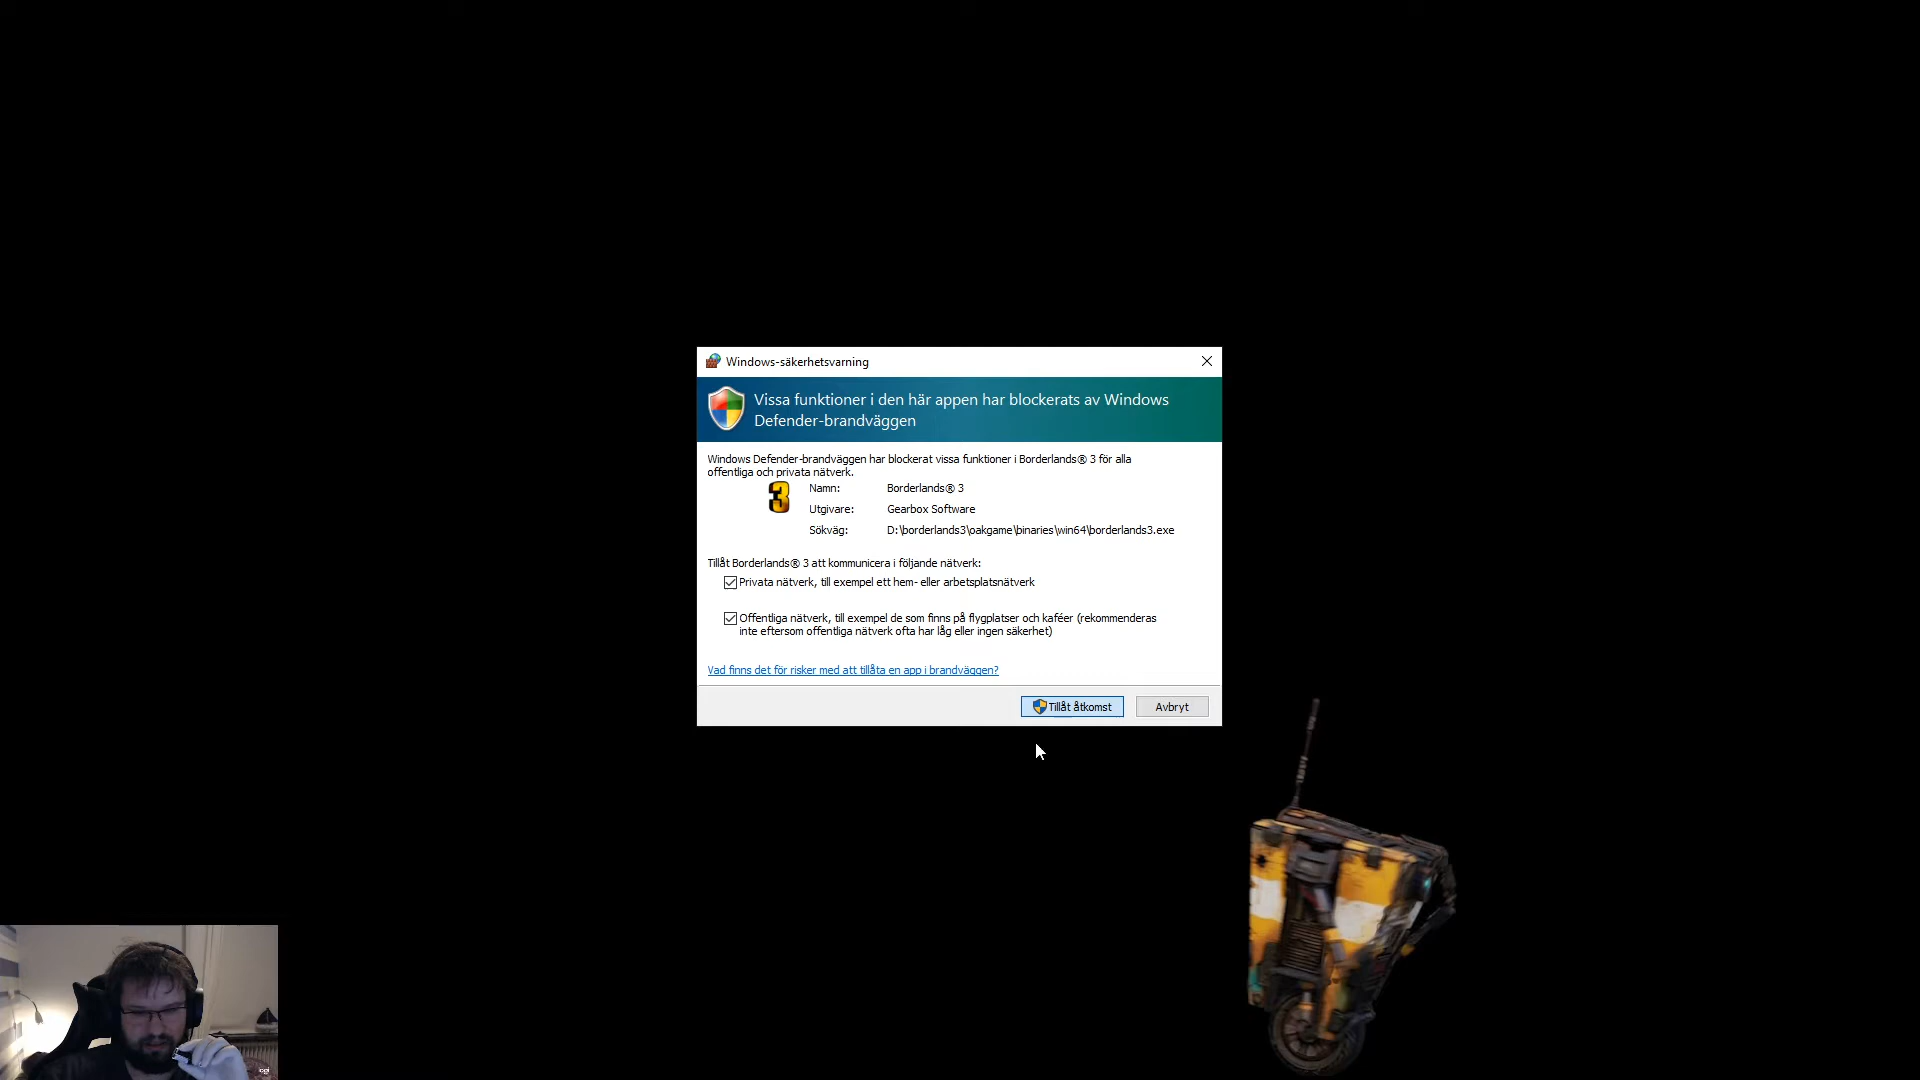 Windows-säkerhetsvarning
Vissa funktioner i den här appen har blockerats av Windows
Defender-brandväggen
Windows Defender-brandväggen har blockerat vissa funktioner i Borderlands® 3 för alla
offentliga och privata nätverk.
3
Namn: Borderlands® 3
Utgivare: Gearbox Software
Sökväg: D:\borderlands3\oakgame\binaries\win64\borderlands3.exe
Tillåt Borderlands® 3 att kommunicera i följande nätverk:
Privata nätverk, till exempel ett hem- eller arbetsplatsnätverk
Offentliga nätverk, till exempel de som finns på flygplatser och kaféer (rekommenderas
inte eftersom offentliga nätverk ofta har låg eller ingen säkerhet)
Vad finns det för risker med att tillåta en app i brandväggen?
Tillåt åtkomst
Avbryt
logi